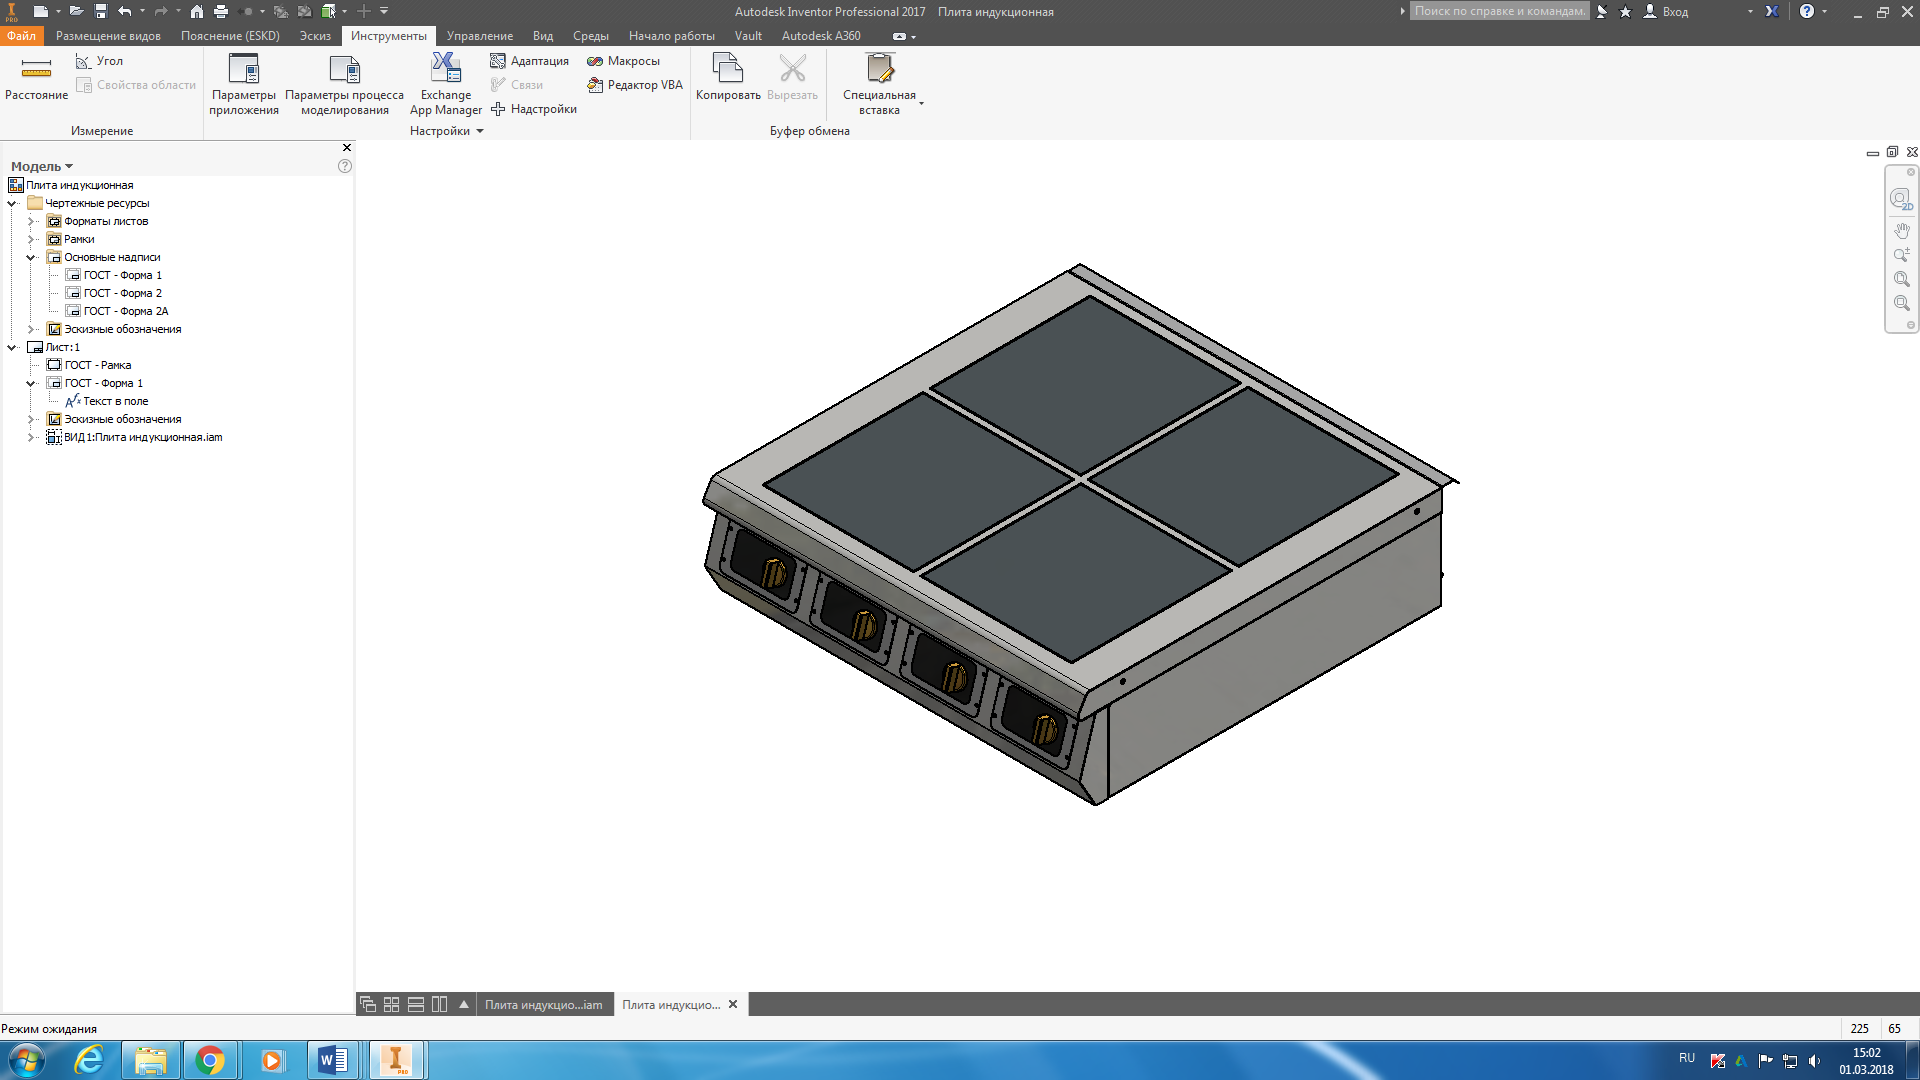 PRO
Autodesk Inventor Professional 2017 Плита индукционная
Поиск по справке и командам.
Вход
Файл
Размещение видов
Пояснение (ESKD)
Эскиз
Инструменты
Управление
Вид
Среды
Начало работы
Vault
Autodesk A360
Расстояние
Угол
Свойства области
Измерение
Параметры
приложения
Параметры процесса
моделирования
Exchange
App Manager
Адаптация
Связи
Надстройки
Макросы
Редактор VBA
Настройки
Копировать
Вырезать
Специальная
вставка
Буфер обмена
Модель
Плита индукционная
Чертежные ресурсы
Форматы листов
Рамки
Основные надписи
ГОСТ - Форма 1
ГОСТ - Форма 2
ГОСТ - Форма 2А
Эскизные обозначения
Лист:1
ГОСТ - Рамка
ГОСТ - Форма 1
Текст в поле
Эскизные обозначения
ВИД1:Плита индукционная.iam
2D
Плита индукцио...iam
Плита индукцио...
Режим ожидания
225
65
RU
15:02
01.03.2018